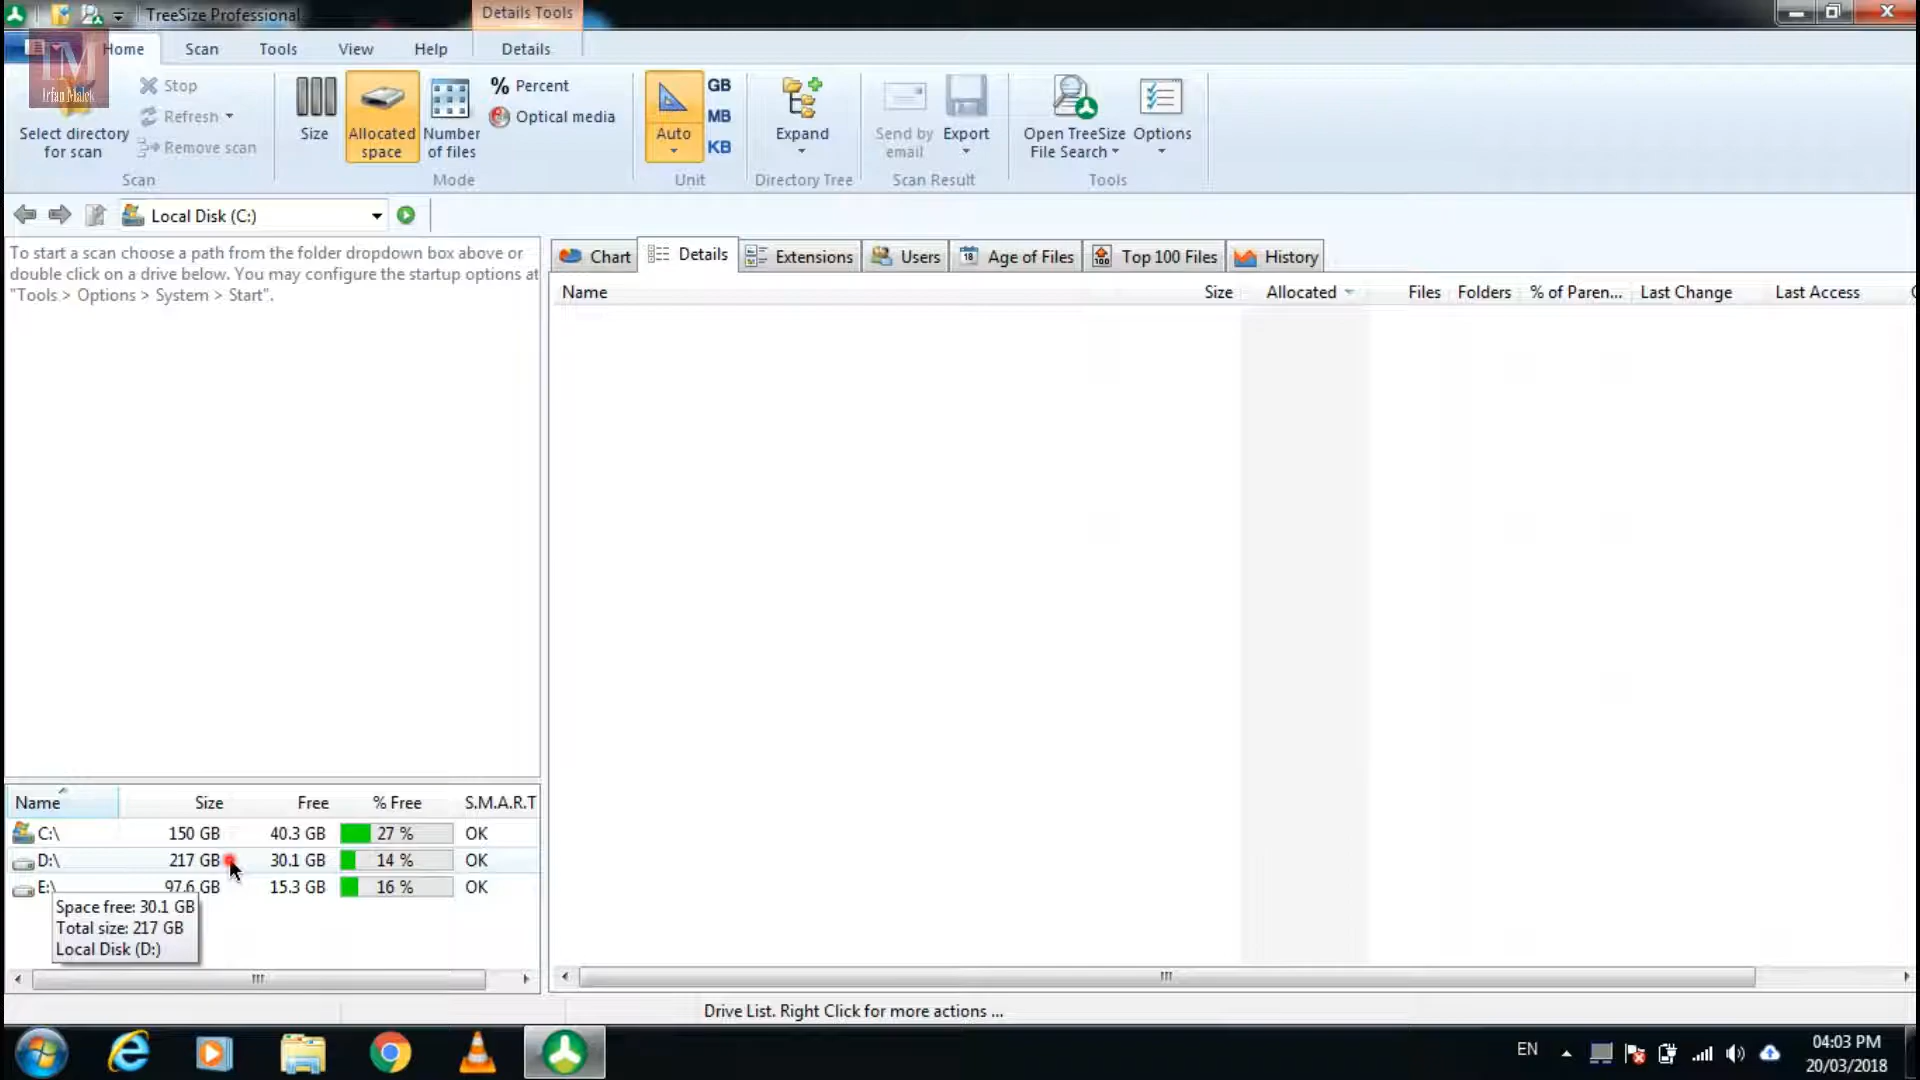 TreeSize Professional
Details Tools
Home
Scan
Tools
View
Help
Details
IM
Irfan Malek
Select directory
for scan
Stop
Refresh
Remove scan
Scan
Size
Allocated
space
Number
of files
% Percent
Optical media
Mode
Auto
GB
MB
KB
Unit
Expand
Directory Tree
Send by
email
Export
Scan Result
Open TreeSize
File Search
Options
Tools
Local Disk (C:)
To start a scan choose a path from the folder dropdown box above or
double click on a drive below. You may configure the startup options at
"Tools > Options > System > Start".
Chart
Details
Extensions
Users
Age of Files
Top 100 Files
History
Name Size Allocated Files Folders % of Paren... Last Change Last Access
Name Size Free % Free S.M.A.R.T
C:\ 150 GB 40.3 GB 27 % OK
D:\ 217 GB 30.1 GB 14 % OK
E:\ 97.6 GB 15.3 GB 16 % OK
Space free: 30.1 GB
Total size: 217 GB
Local Disk (D:)
Drive List. Right Click for more actions ...
EN
04:03 PM
20/03/2018